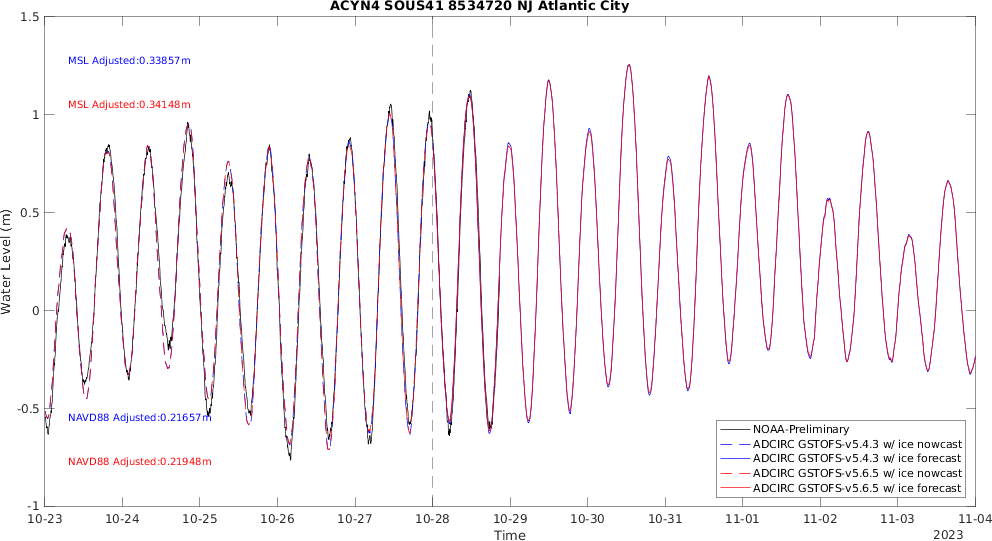 ACYN4 SOUS41 8534720 NJ Atlantic City
1.5
1
0.5
0
-0.5
-1
Water Level (m)
MSL Adjusted:0.33857m
MSL Adjusted:0.34148m
NAVD88 Adjusted:0.21657m
NAVD88 Adjusted:0.21948m
NOAA-Preliminary
ADCIRC GSTOFS-v5.4.3 w/ ice nowcast
ADCIRC GSTOFS-v5.4.3 w/ ice forecast
ADCIRC GSTOFS-v5.6.5 w/ ice nowcast
ADCIRC GSTOFS-v5.6.5 w/ ice forecast
10-23 10-24 10-25 10-26 10-27 10-28 10-29 10-30 10-31 11-01 11-02 11-03 11-04
Time
2023